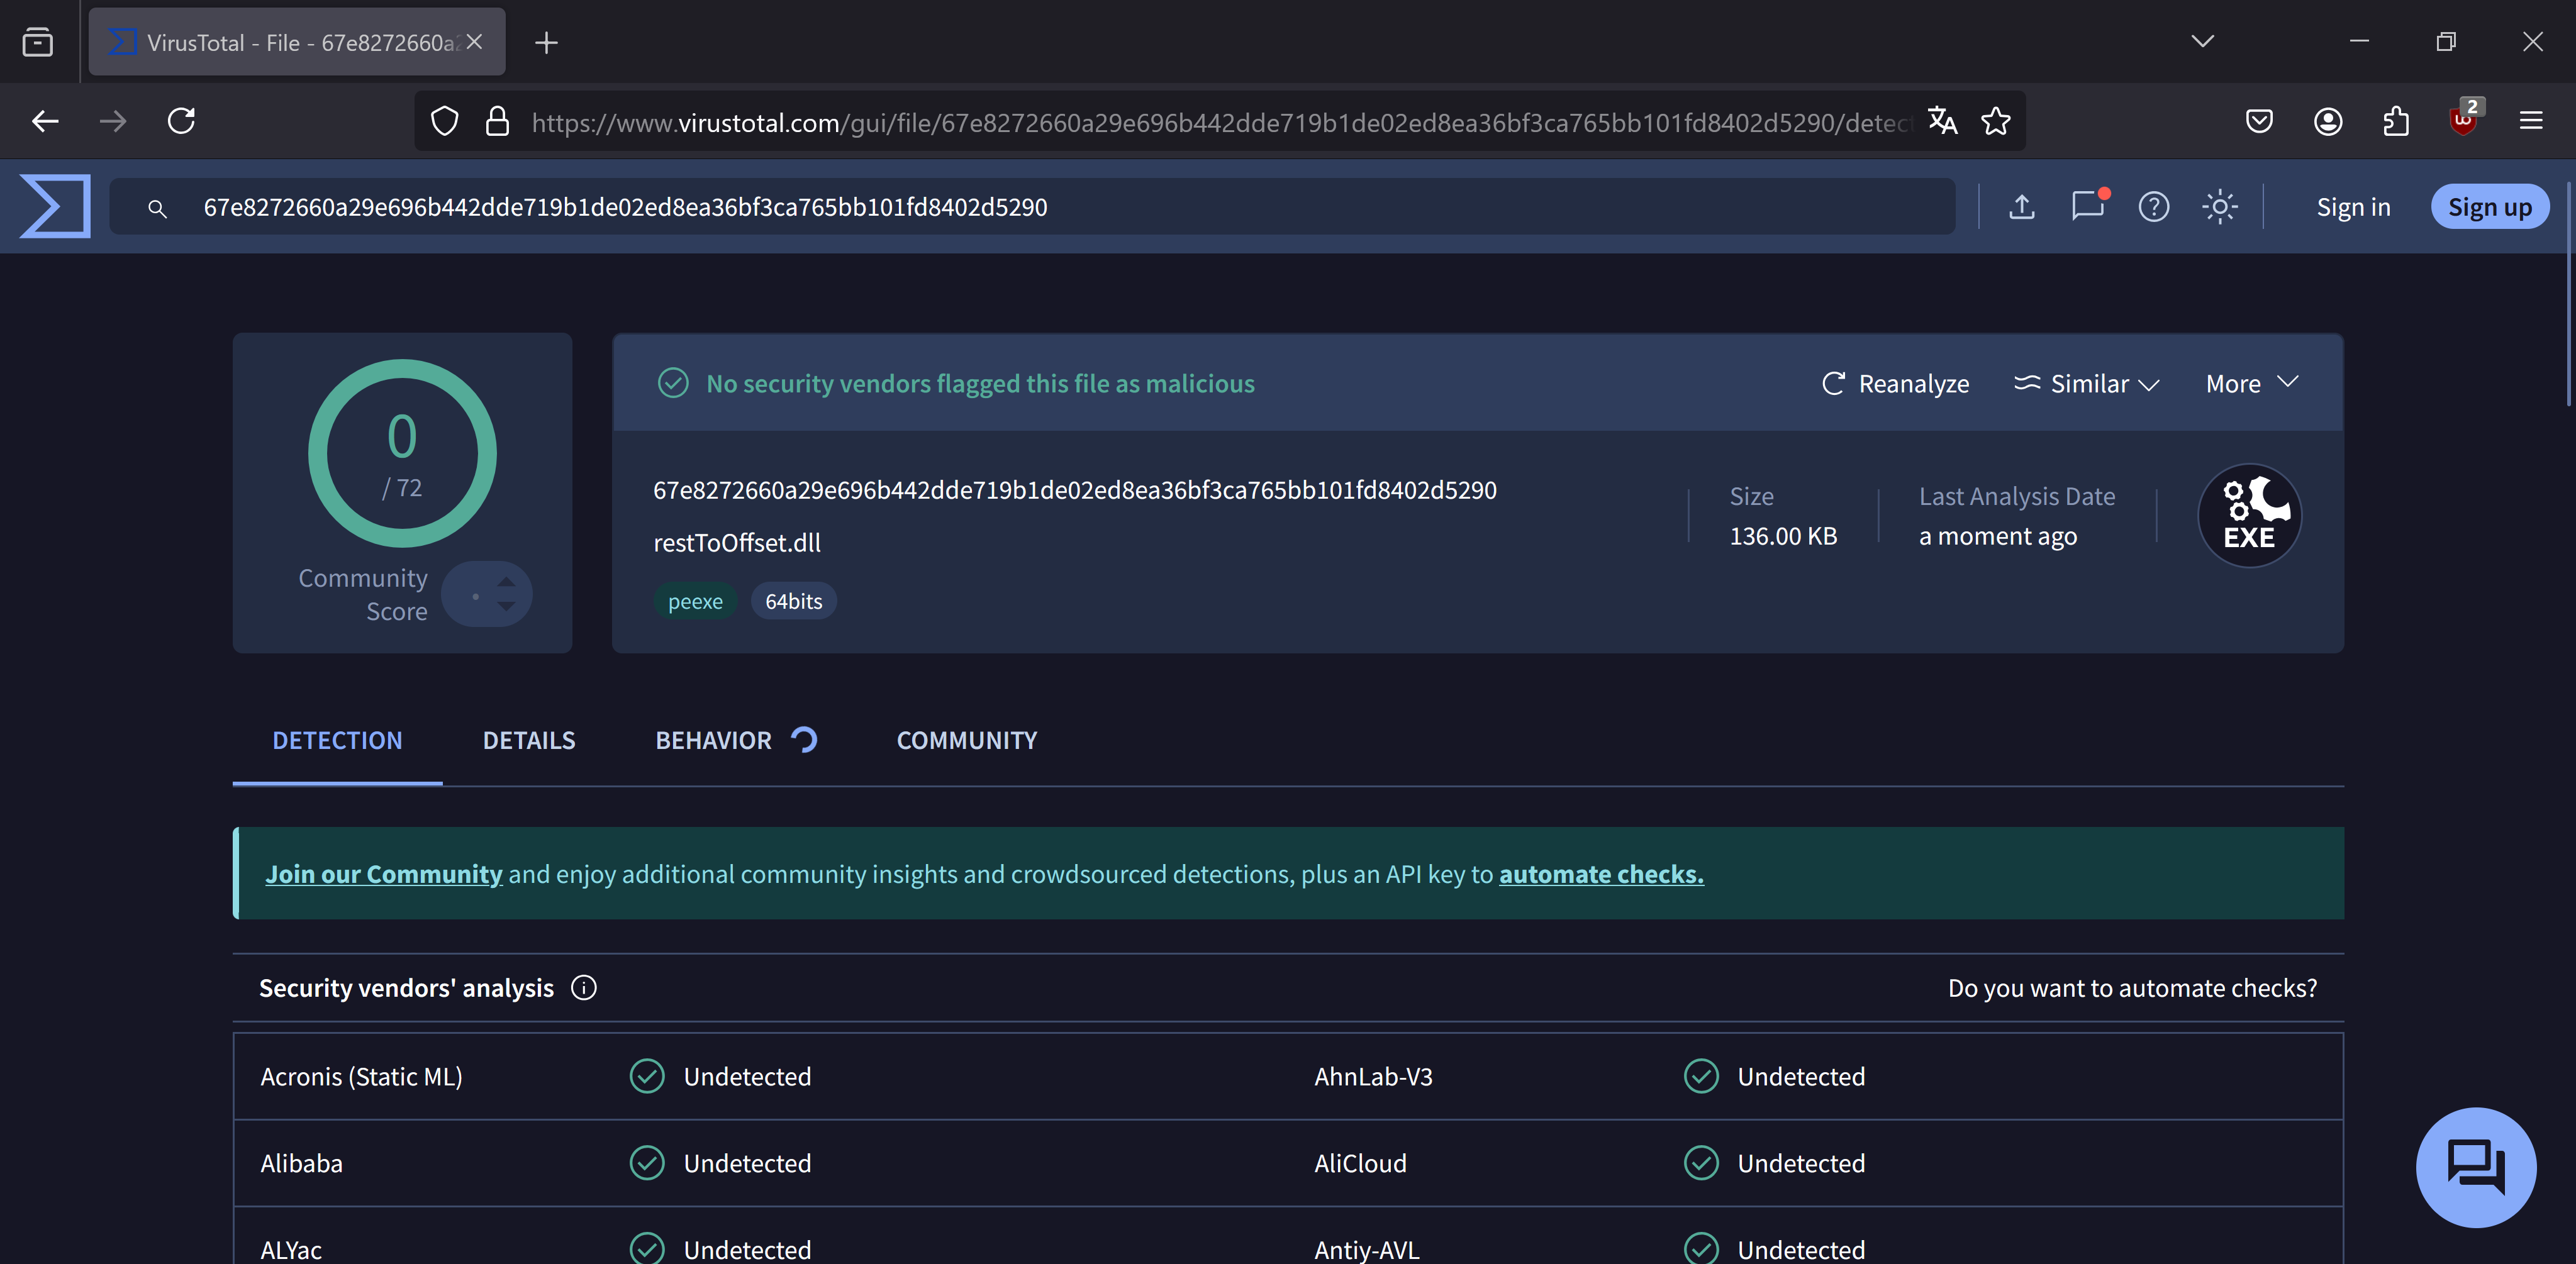 VirusTotal - File - 67e8272660a2
https://www.virustotal.com/gui/file/67e8272660a29e696b442dde719b1de02ed8ea36bf3ca765bb101fd8402d5290/detect
2
67e8272660a29e696b442dde719b1de02ed8ea36bf3ca765bb101fd8402d5290
Sign in
Sign up
0
/ 72
Community
Score
No security vendors flagged this file as malicious
Reanalyze
Similar
More
67e8272660a29e696b442dde719b1de02ed8ea36bf3ca765bb101fd8402d5290
restToOffset.dll
peexe
64bits
Size
136.00 KB
Last Analysis Date
a moment ago
EXE
DETECTION
DETAILS
BEHAVIOR
COMMUNITY
Join our Community and enjoy additional community insights and crowdsourced detections, plus an API key to automate checks.
Security vendors' analysis
Do you want to automate checks?
Acronis (Static ML)
Undetected
AhnLab-V3
Undetected
Alibaba
Undetected
AliCloud
Undetected
ALYac
Undetected
Antiy-AVL
Undetected